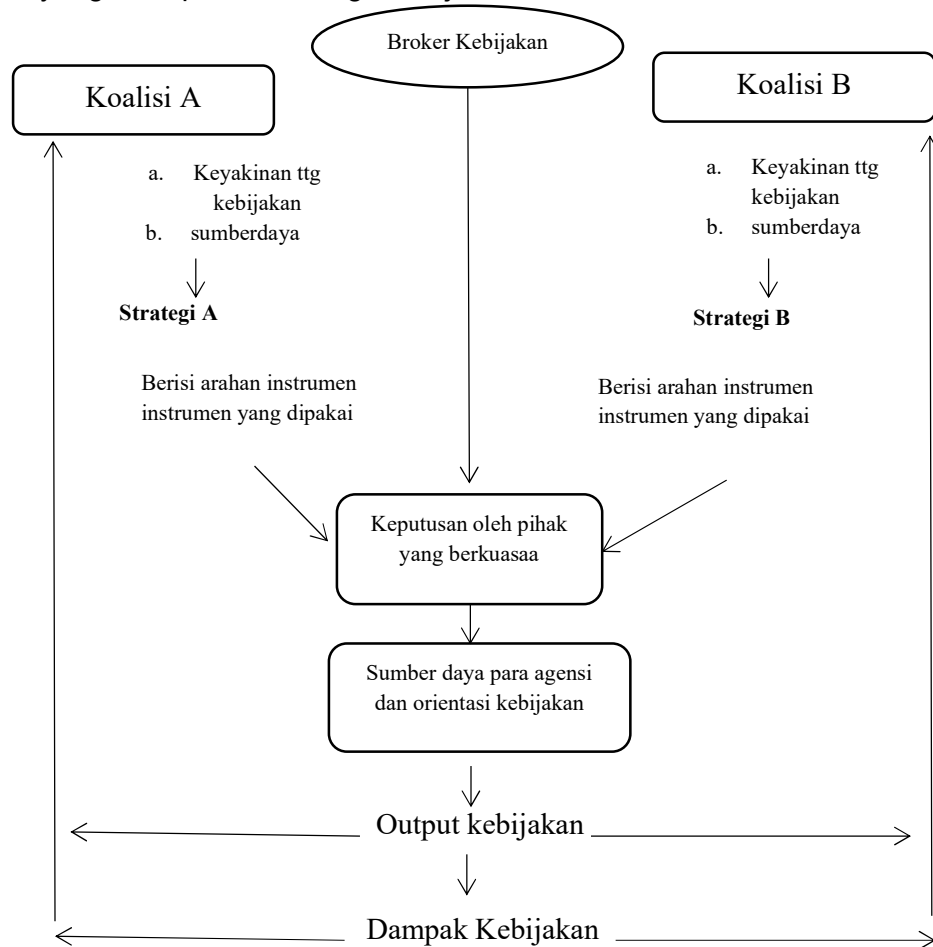 Broker Kebijakan
Koalisi A
Koalisi B
a. Keyakinan ttg
kebijakan
b. sumberdaya
a. Keyakinan ttg
kebijakan
b. sumberdaya
Strategi A
Strategi B
Berisi arahan instrumen
instrumen yang dipakai
Berisi arahan instrumen
instrumen yang dipakai
Keputusan oleh pihak
yang berkuasaa
Sumber daya para agensi
dan orientasi kebijakan
Output kebijakan
Dampak Kebijakan